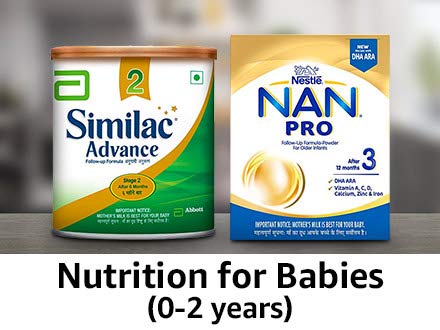 2
Similac
Advance
Follow-up Formula
Stage 2
After 6 Months
IMPORTANT NOTICE:
MOTHER'S MILK IS BEST FOR YOUR BABY
Abbott
NEW
DHA ARA
Nestlé
NAN
PRO
Follow-up Formula-Powder
For Older Infants
After
12 months
3
DHA ARA
Vitamin A, C, D,
Calcium, Zinc & Iron
IMPORTANT NOTICE: MOTHER'S MILK IS BEST FOR YOUR BABY.
Nutrition for Babies
(0-2 years)